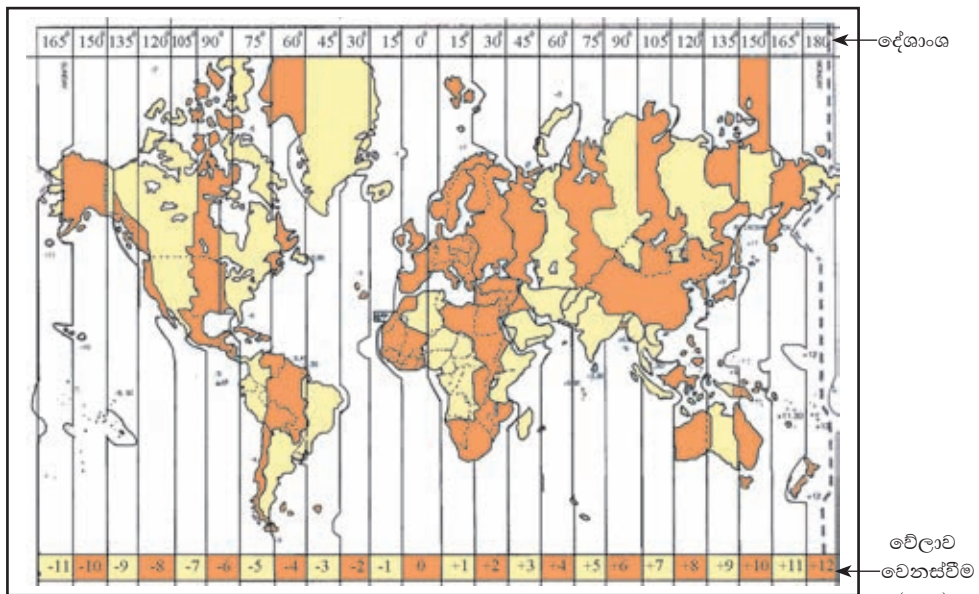 165° 150° 135° 120° 105° 90° 75° 60° 45° 30° 15° 0° 15° 30° 45° 60° 75° 90° 105° 120° 135° 150° 165° 180°
දේශාංශ
-11 -10 -9 -8 -7 -6 -5 -4 -3 -2 -1 0 +1 +2 +3 +4 +5 +6 +7 +8 +9 +10 +11 +12
වේලාව
වෙනස්වීම